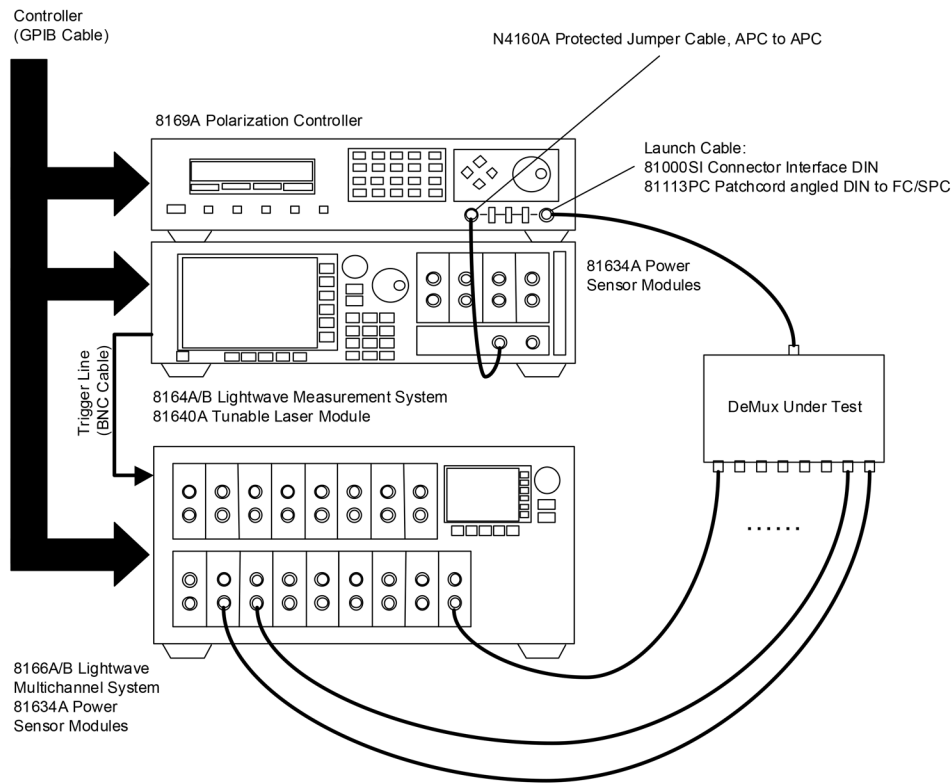 Controller
(GPIB Cable)
N4160A Protected Jumper Cable, APC to APC
8169A Polarization Controller
Launch Cable:
81000SI Connector Interface DIN
81113PC Patchcord angled DIN to FC/SPC
81634A Power
Sensor Modules
Trigger Line
(BNC Cable)
8164A/B Lightwave Measurement System
81640A Tunable Laser Module
DeMux Under Test
......
8166A/B Lightwave
Multichannel System
81634A Power
Sensor Modules